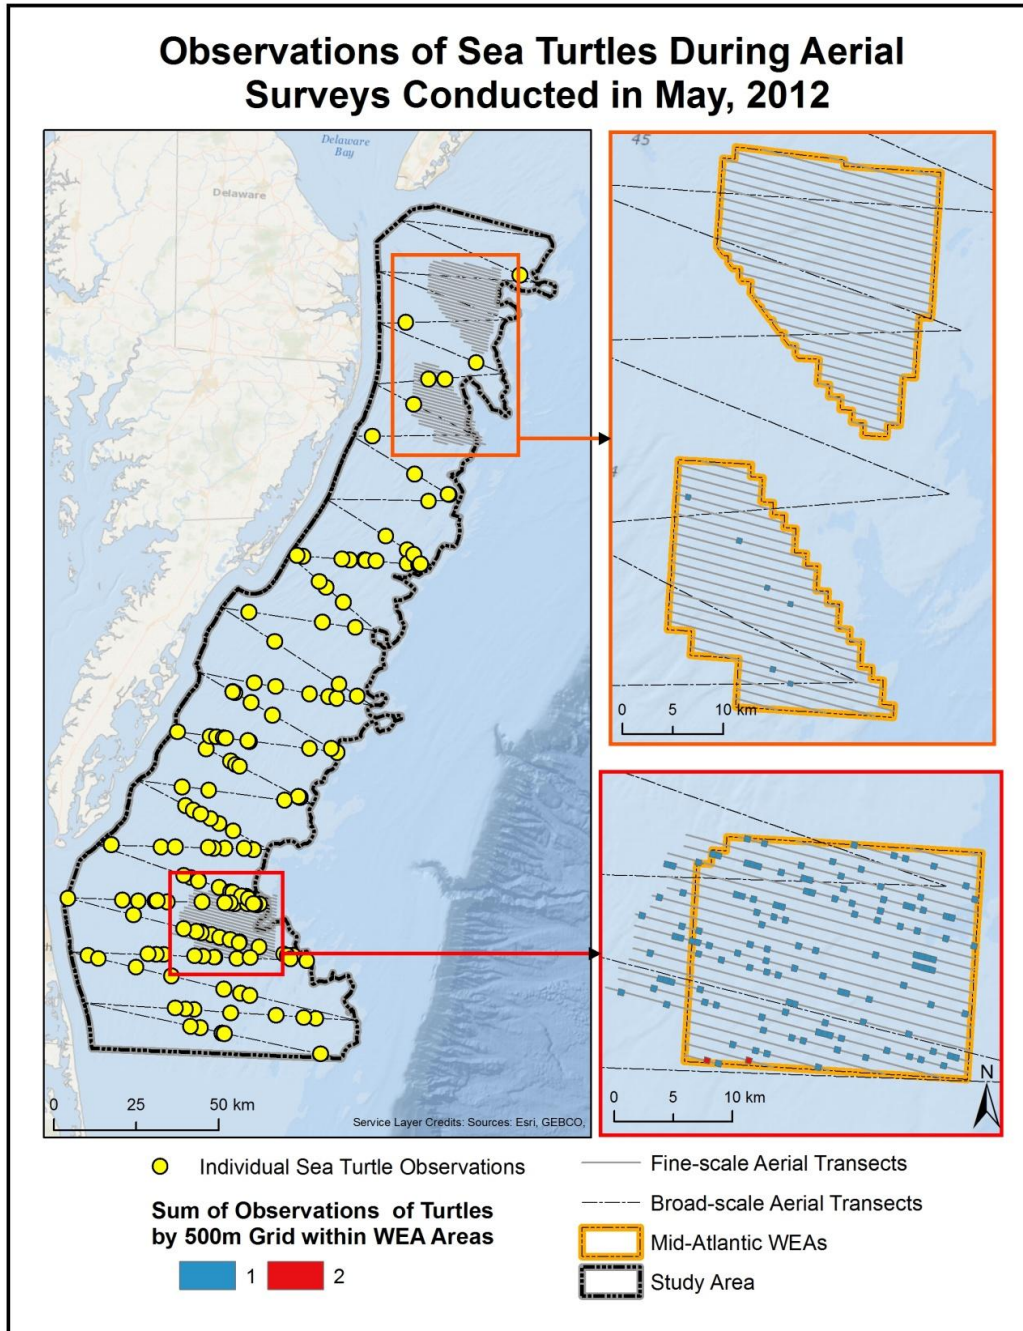 Observations of Sea Turtles During Aerial
Surveys Conducted in May, 2012
Delaware
Bay
Delaware
0 25 50 km
Service Layer Credits: Sources: Esri, GEBCO,
45
0 5 10 km
0 5 10 km
N
Individual Sea Turtle Observations
Sum of Observations of Turtles
by 500m Grid within WEA Areas
1 2
Fine-scale Aerial Transects
Broad-scale Aerial Transects
Mid-Atlantic WEAs
Study Area